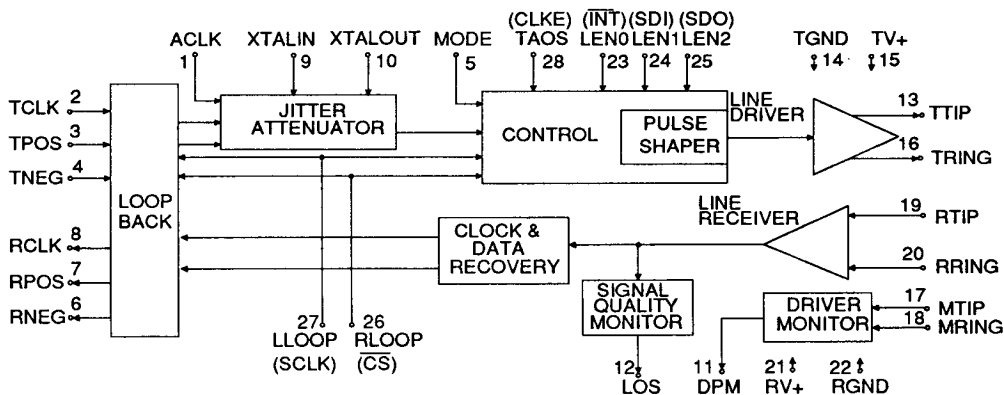 (CLKE) (INT) (SDI) (SDO)
ACLK XTALIN XTALOUT MODE TAOS LEN0 LEN1 LEN2 TGND TV+
1 9 10 5 28 23 24 25 14 15
TCLK 2
TPOS 3
TNEG 4
RCLK 8
RPOS 7
RNEG 6
LOOP
BACK
JITTER
ATTENUATOR
CONTROL
PULSE
SHAPER
LINE
DRIVER
13 TTIP
16 TRING
LINE
RECEIVER
19 RTIP
20 RRING
CLOCK &
DATA
RECOVERY
SIGNAL
QUALITY
MONITOR
DRIVER
MONITOR
17 MTIP
18 MRING
27 26
LLOOP RLOOP
(SCLK) (CS)
12 11 21 22
LOS DPM RV+ RGND